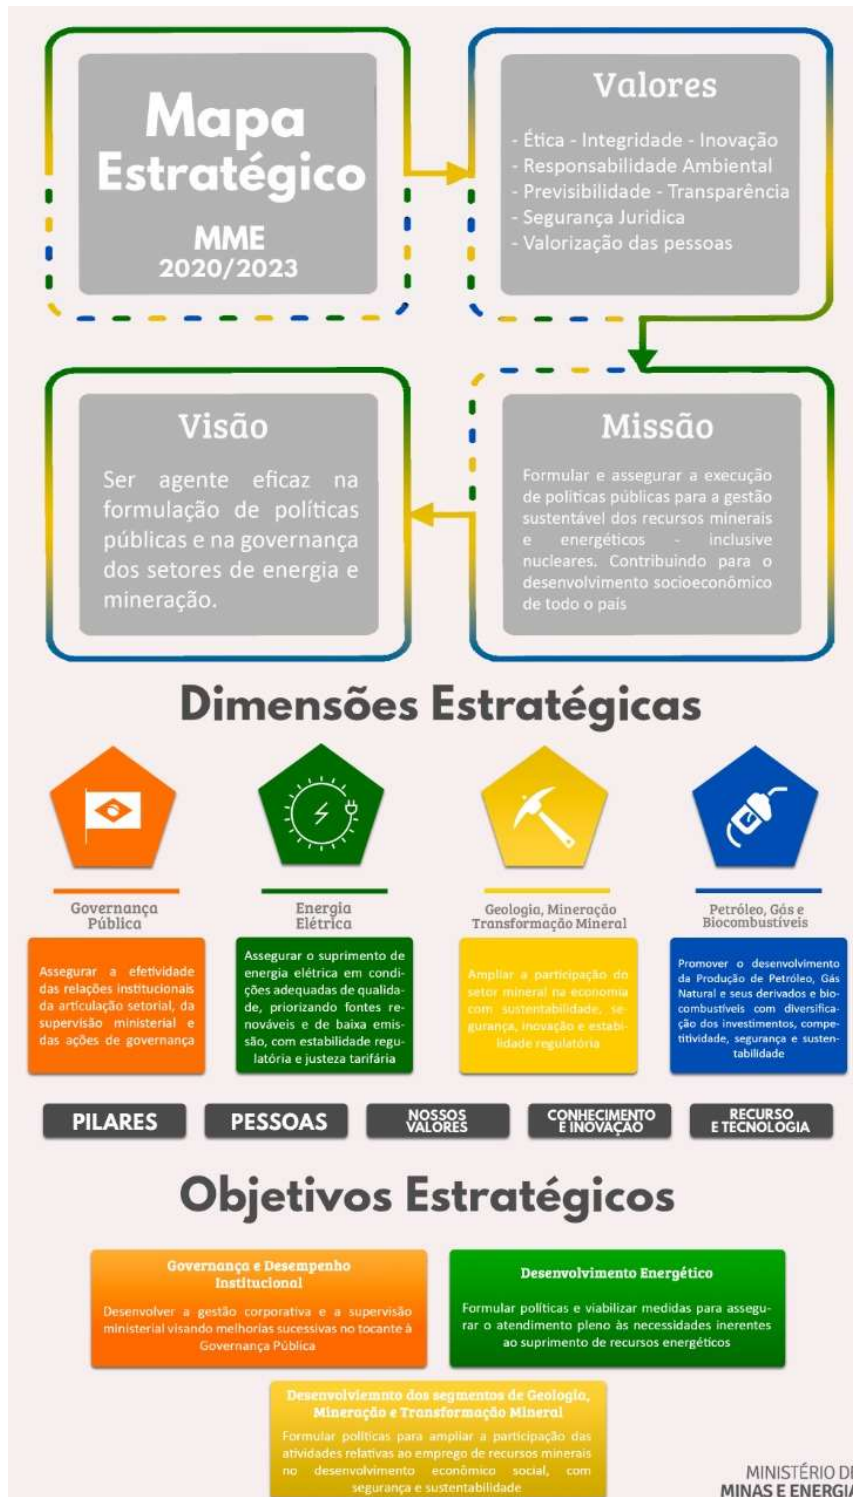 Mapa
Estratégico
MME
2020/2023
Valores
- Ética - Integridade - Inovação
- Responsabilidade Ambiental
- Previsibilidade - Transparência
- Segurança Juridica
- Valorização das pessoas
Visão
Ser agente eficaz na
formulação de políticas
públicas e na governança
dos setores de energia e
mineração.
Missão
Formular e assegurar a execução
de políticas públicas para a gestão
sustentável dos recursos minerais
e energéticos - inclusive
nucleares. Contribuindo para o
desenvolvimento socioeconômico
de todo o país
Dimensões Estratégicas
Governança
Pública
Assegurar a efetividade
das relações institucionais
da articulação setorial, da
supervisão ministerial e
das ações de governança
Energia
Elétrica
Assegurar o suprimento de
energia elétrica em condi-
ções adequadas de qualida-
de, priorizando fontes re-
nováveis e de baixa emis-
são, com estabilidade regu-
latória e justeza tarifária
Geologia, Mineração
Transformação Mineral
Ampliar a participação do
setor mineral na economia
com sustentabilidade, se-
gurança, inovação e estabi-
lidade regulatória
Petróleo, Gás e
Biocombustíveis
Promover o desenvolvimento
da Produção de Petróleo, Gás
Natural e seus derivados e bio-
combustíveis com diversifica-
ção dos investimentos, compe-
titividade, segurança e susten-
tabilidade
PILARES
PESSOAS
NOSSOS
VALORES
CONHECIMENTO
E INOVAÇÃO
RECURSO
E TECNOLOGIA
Objetivos Estratégicos
Governança e Desempenho
Institucional
Desenvolver a gestão corporativa e a supervisão
ministerial visando melhorias sucessivas no tocante à
Governança Pública
Desenvolvimento Energético
Formular políticas e viabilizar medidas para assegu-
rar o atendimento pleno às necessidades inerentes
ao suprimento de recursos energéticos
Desenvolviemnto dos segmentos de Geologia,
Mineração e Transformação Mineral
Formular políticas para ampliar a participação das
atividades relativas ao emprego de recursos minerais
no desenvolvimento econômico social, com
segurança e sustentabilidade
MINISTÉRIO DE
MINAS E ENERGIA